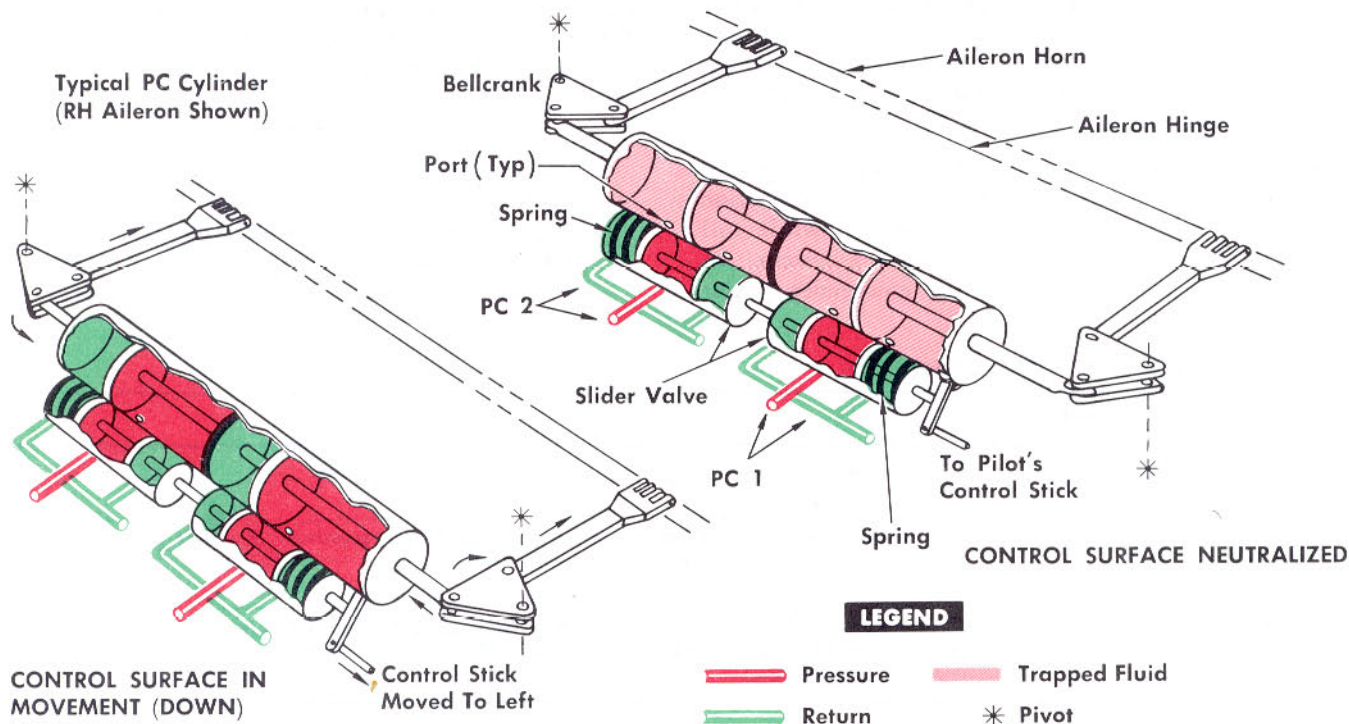 Typical PC Cylinder
(RH Aileron Shown)
Bellcrank
Aileron Horn
Aileron Hinge
Port (Typ)
Spring
PC 2
Slider Valve
PC 1
To Pilot's
Control Stick
Spring
CONTROL SURFACE NEUTRALIZED
CONTROL SURFACE IN
MOVEMENT (DOWN)
Control Stick
Moved To Left
LEGEND
Pressure
Trapped Fluid
Return
Pivot